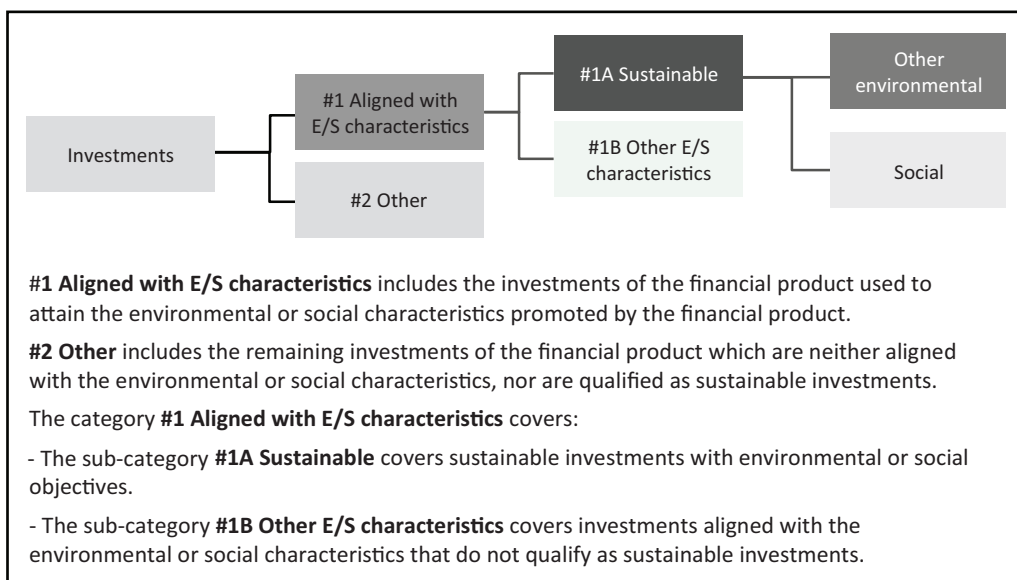 Investments
#1 Aligned with
E/S characteristics
#2 Other
#1A Sustainable
#1B Other E/S
characteristics
Other
environmental
Social
#1 Aligned with E/S characteristics includes the investments of the financial product used to
attain the environmental or social characteristics promoted by the financial product.
#2 Other includes the remaining investments of the financial product which are neither aligned
with the environmental or social characteristics, nor are qualified as sustainable investments.
The category #1 Aligned with E/S characteristics covers:
- The sub-category #1A Sustainable covers sustainable investments with environmental or social
objectives.
- The sub-category #1B Other E/S characteristics covers investments aligned with the
environmental or social characteristics that do not qualify as sustainable investments.